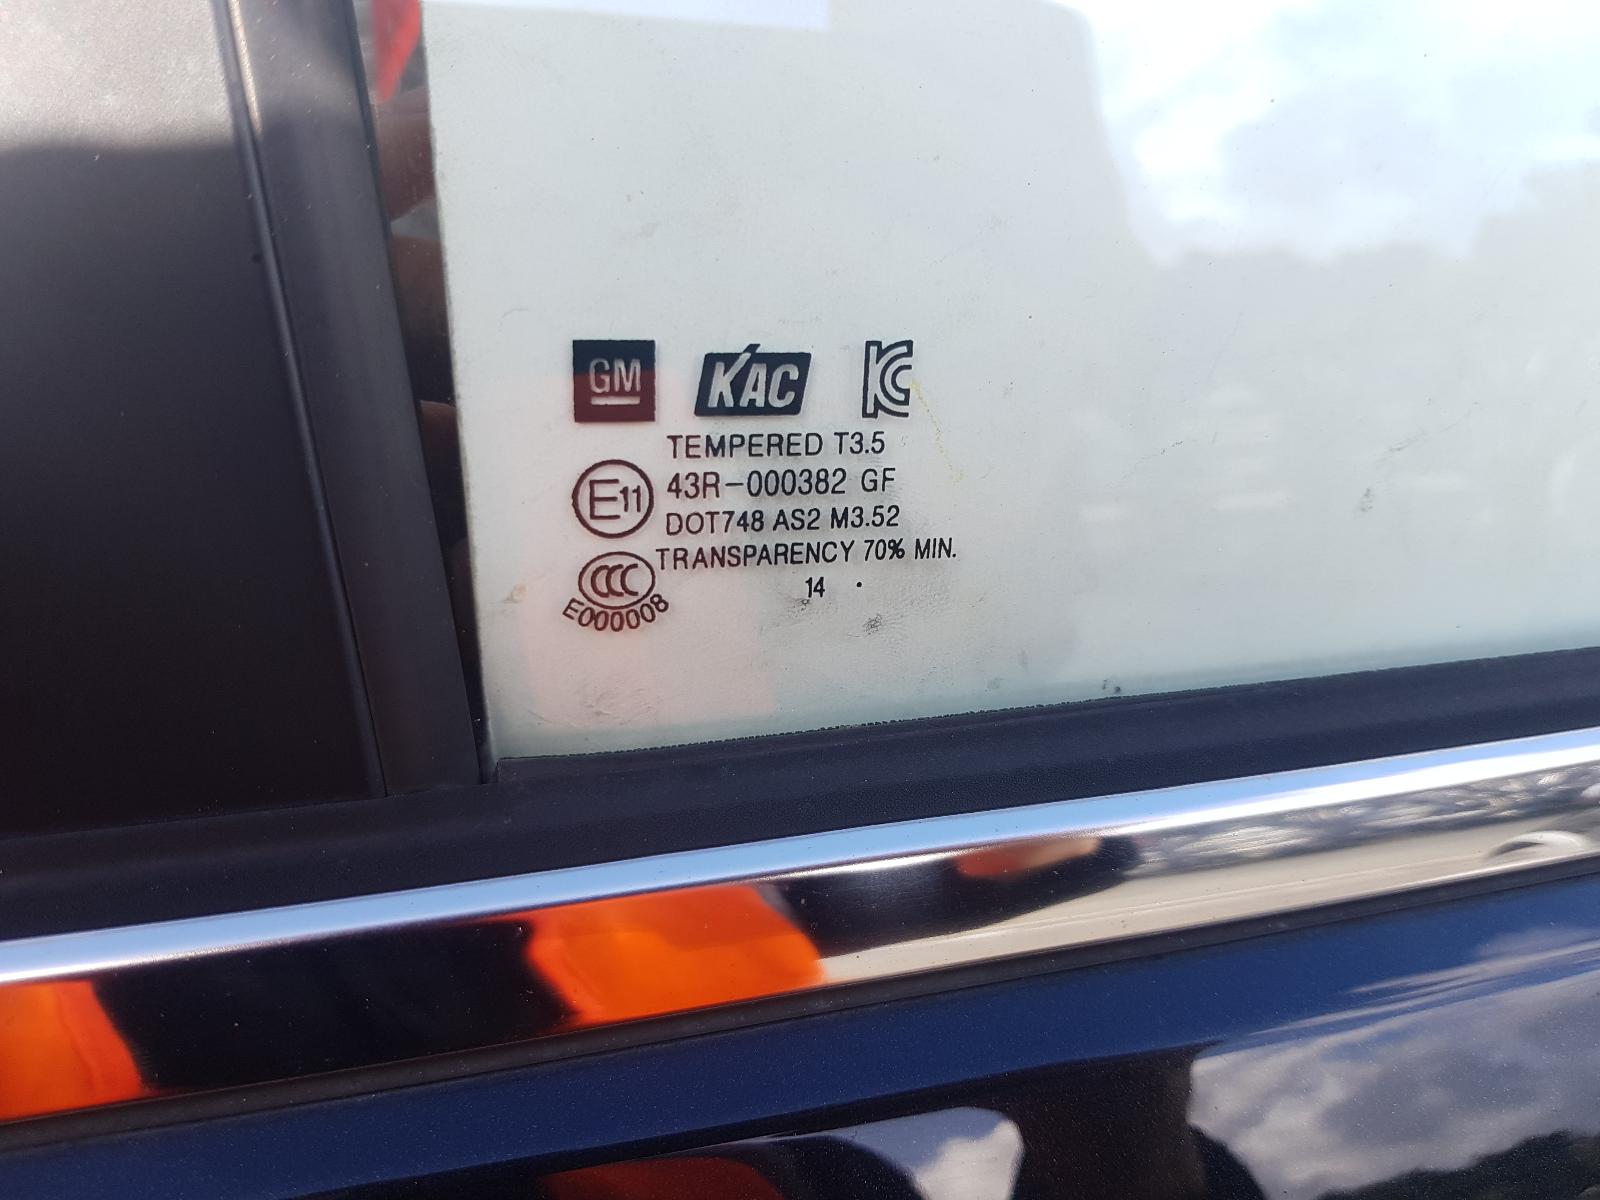 GM KAC KC
TEMPERED T3.5
E11 43R-000382 GF
DOT748 AS2 M3.52
CCC TRANSPARENCY 70% MIN.
E000008
14 .